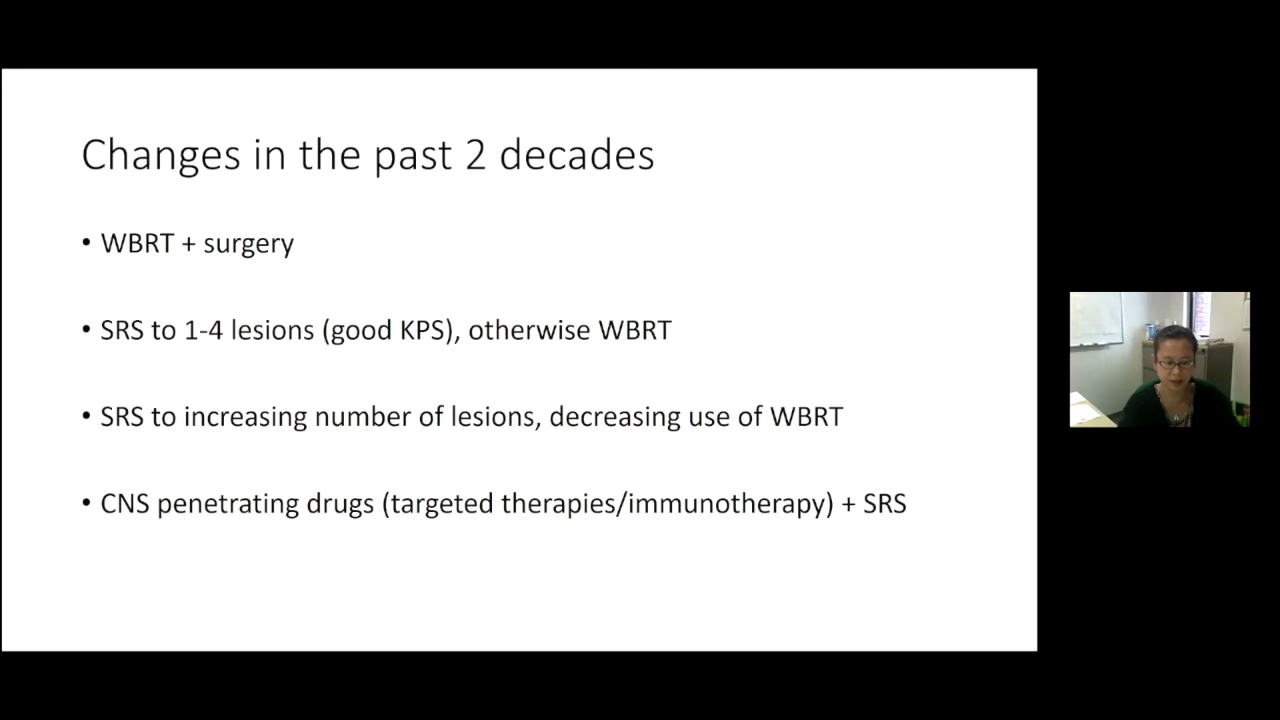 Changes in the past 2 decades
• WBRT + surgery
• SRS to 1-4 lesions (good KPS), otherwise WBRT
• SRS to increasing number of lesions, decreasing use of WBRT
• CNS penetrating drugs (targeted therapies/immunotherapy) + SRS